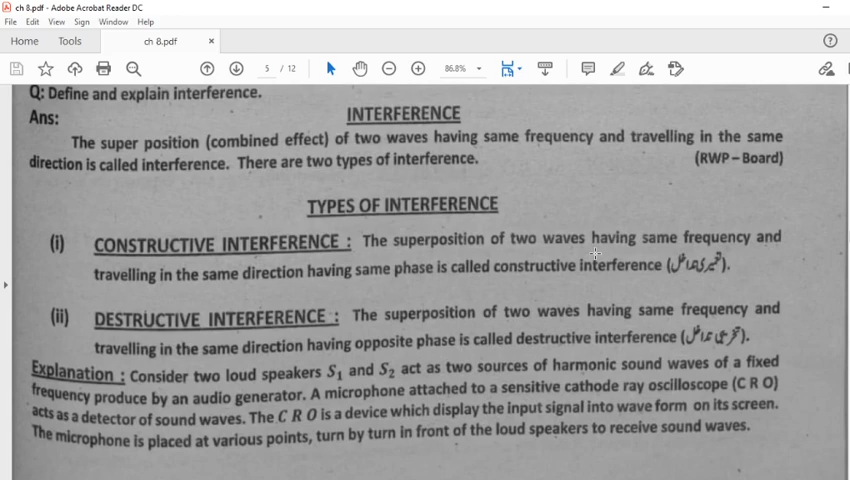 ch 8.pdf - Adobe Acrobat Reader DC
File Edit View Sign Window Help
Home Tools ch 8.pdf ×
5 / 12 86.8%
Q: Define and explain interference.
Ans: INTERFERENCE
The super position (combined effect) of two waves having same frequency and travelling in the same
direction is called interference. There are two types of interference. (RWP – Board)
TYPES OF INTERFERENCE
(i) CONSTRUCTIVE INTERFERENCE : The superposition of two waves having same frequency and
travelling in the same direction having same phase is called constructive interference ( ).
(ii) DESTRUCTIVE INTERFERENCE : The superposition of two waves having same frequency and
travelling in the same direction having opposite phase is called destructive interference ( ).
Explanation : Consider two loud speakers S₁ and S₂ act as two sources of harmonic sound waves of a fixed
frequency produce by an audio generator. A microphone attached to a sensitive cathode ray oscilloscope (C R O)
acts as a detector of sound waves. The C R O is a device which display the input signal into wave form on its screen.
The microphone is placed at various points, turn by turn in front of the loud speakers to receive sound waves.